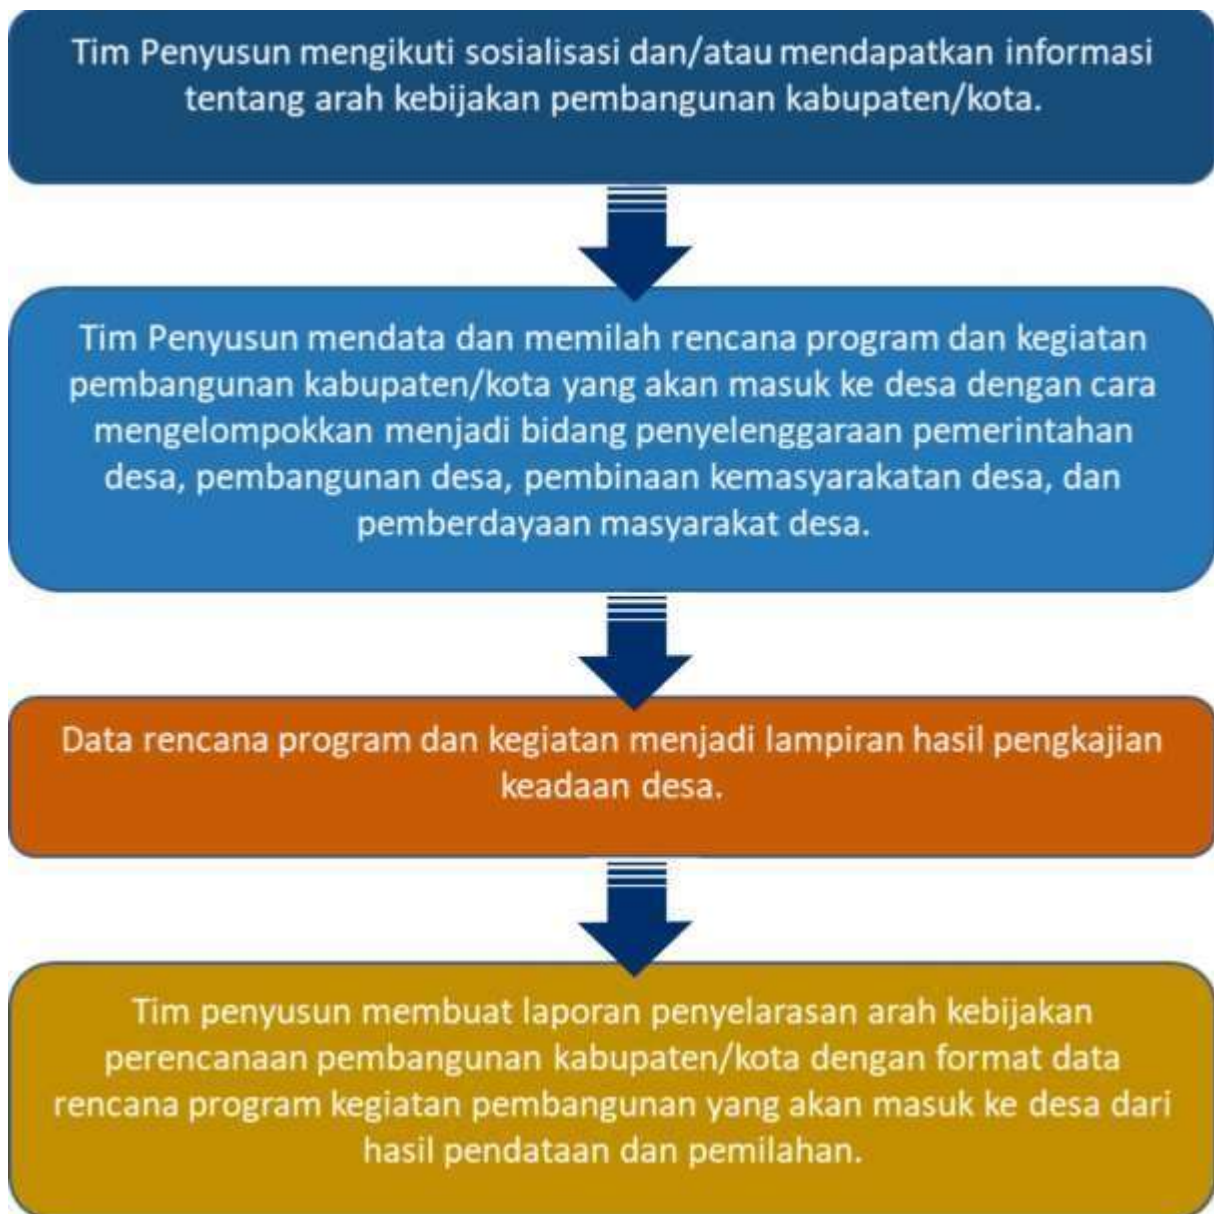 Tim Penyusun mengikuti sosialisasi dan/atau mendapatkan informasi
tentang arah kebijakan pembangunan kabupaten/kota.
Tim Penyusun mendata dan memilah rencana program dan kegiatan
pembangunan kabupaten/kota yang akan masuk ke desa dengan cara
mengelompokkan menjadi bidang penyelenggaraan pemerintahan
desa, pembangunan desa, pembinaan kemasyarakatan desa, dan
pemberdayaan masyarakat desa.
Data rencana program dan kegiatan menjadi lampiran hasil pengkajian
keadaan desa.
Tim penyusun membuat laporan penyelarasan arah kebijakan
perencanaan pembangunan kabupaten/kota dengan format data
rencana program kegiatan pembangunan yang akan masuk ke desa dari
hasil pendataan dan pemilahan.